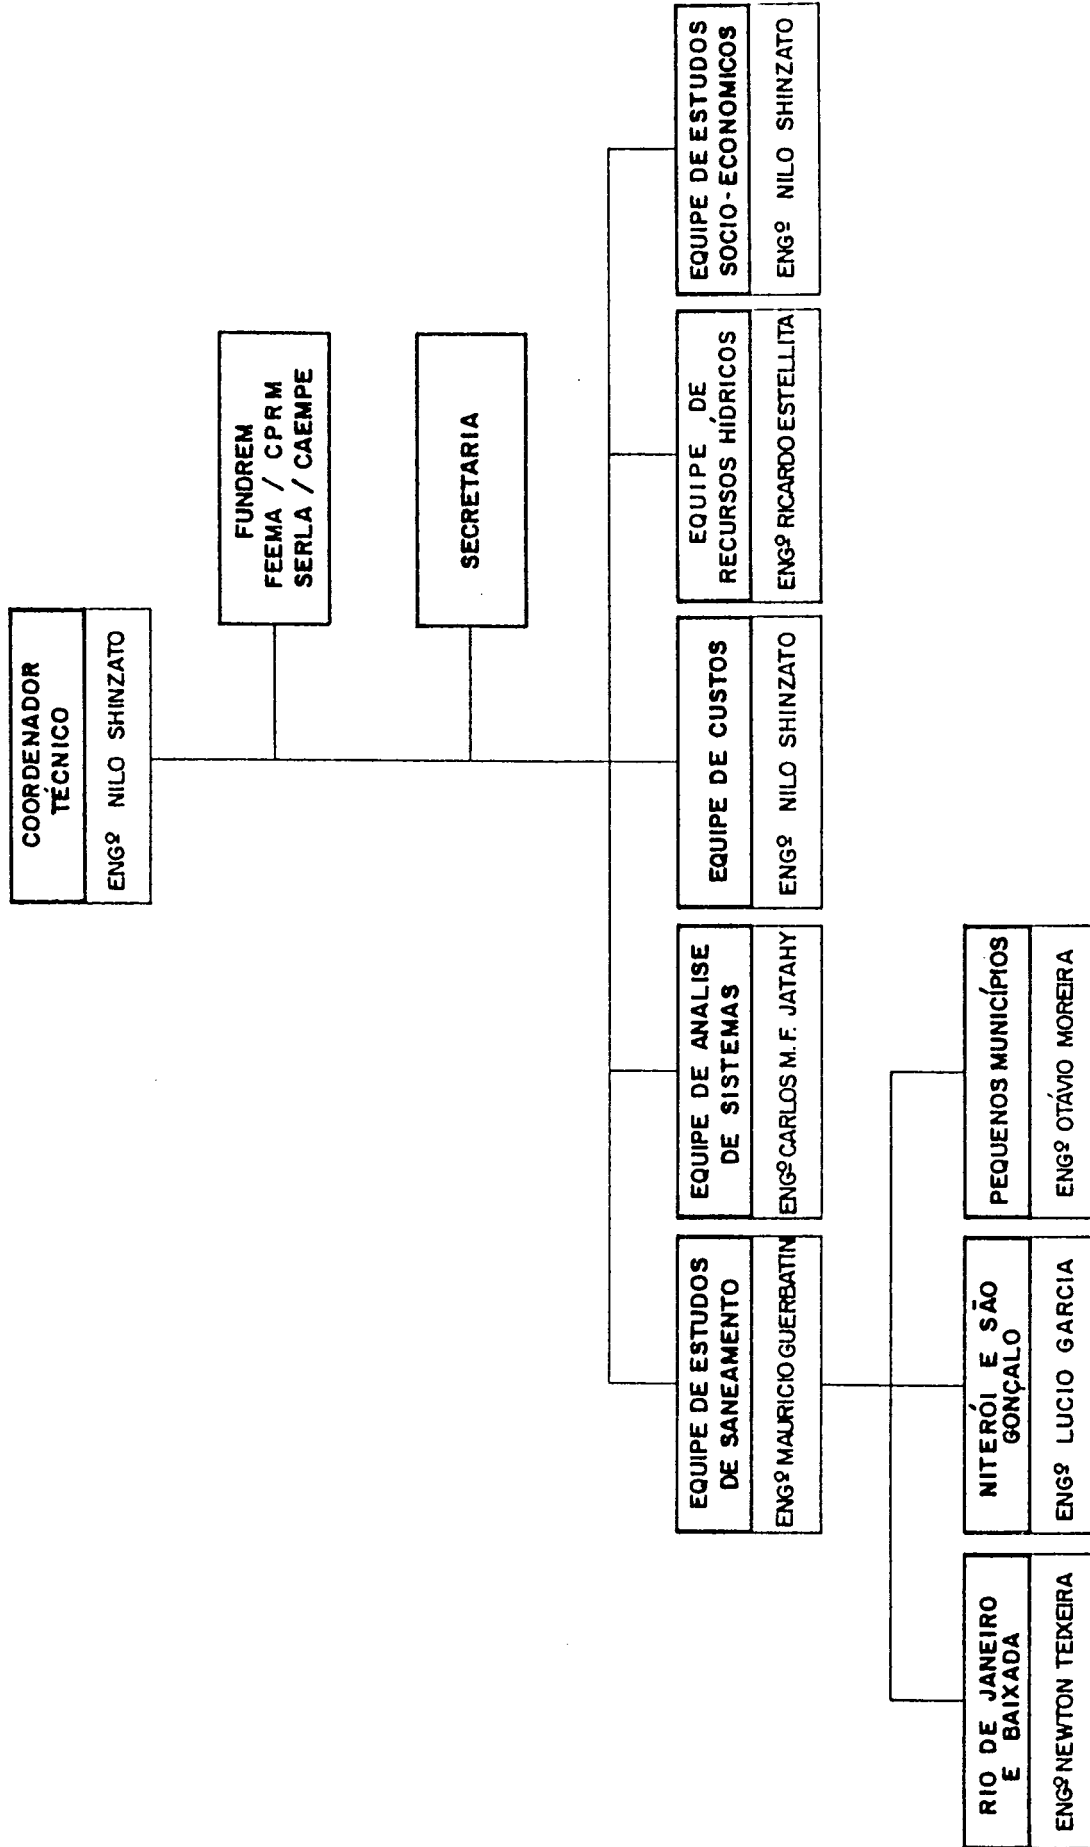 COORDENADOR
TÉCNICO
ENGº NILO SHINZATO
FUNDREM
FEEMA / CPRM
SERLA / CAEMPE
SECRETARIA
EQUIPE DE ESTUDOS
DE SANEAMENTO
ENGº MAURICIO GUERBATIN
EQUIPE DE ANALISE
DE SISTEMAS
ENGº CARLOS M. F. JATAHY
EQUIPE DE CUSTOS
ENGº NILO SHINZATO
EQUIPE DE
RECURSOS HÍDRICOS
ENGº RICARDO ESTELLITA
EQUIPE DE ESTUDOS
SOCIO-ECONOMICOS
ENGº NILO SHINZATO
RIO DE JANEIRO
E BAIXADA
ENGº NEWTON TEIXEIRA
NITERÓI E SÃO
GONÇALO
ENGº LUCIO GARCIA
PEQUENOS MUNICÍPIOS
ENGº OTÁVIO MOREIRA